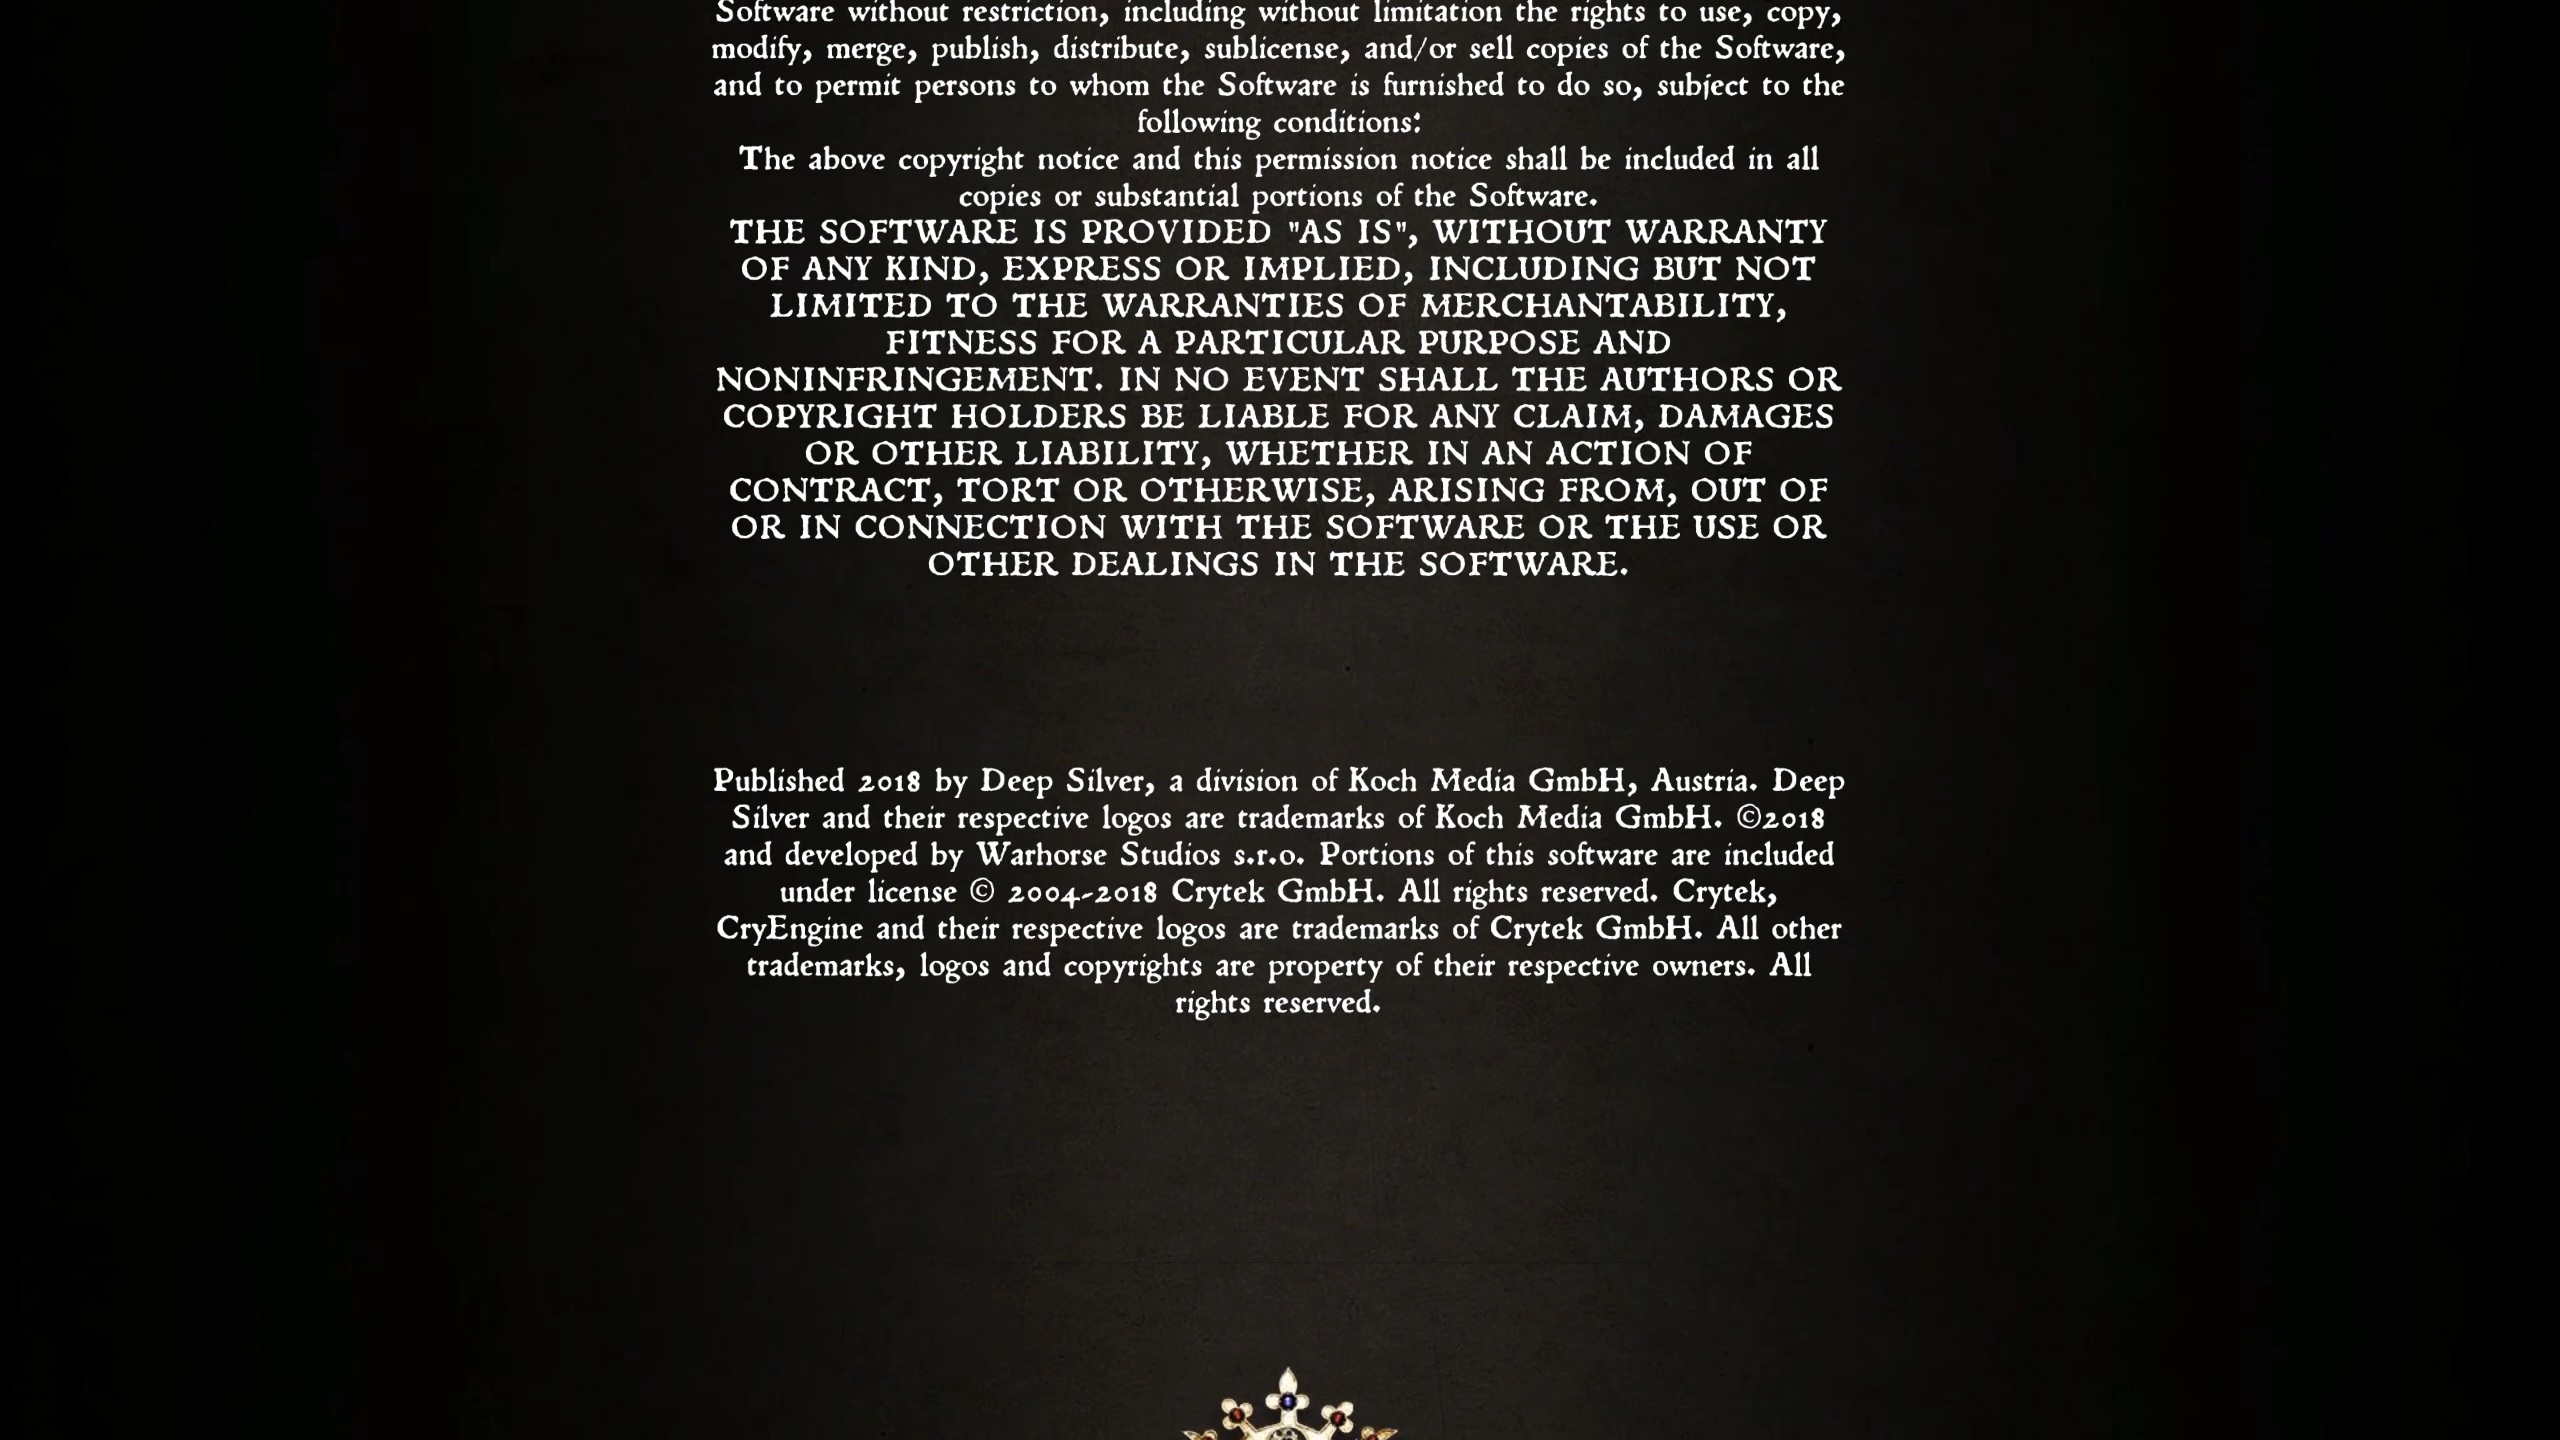 Software without restriction, including without limitation the rights to use, copy,
modify, merge, publish, distribute, sublicense, and/or sell copies of the Software,
and to permit persons to whom the Software is furnished to do so, subject to the
following conditions:
The above copyright notice and this permission notice shall be included in all
copies or substantial portions of the Software.
THE SOFTWARE IS PROVIDED "AS IS", WITHOUT WARRANTY
OF ANY KIND, EXPRESS OR IMPLIED, INCLUDING BUT NOT
LIMITED TO THE WARRANTIES OF MERCHANTABILITY,
FITNESS FOR A PARTICULAR PURPOSE AND
NONINFRINGEMENT. IN NO EVENT SHALL THE AUTHORS OR
COPYRIGHT HOLDERS BE LIABLE FOR ANY CLAIM, DAMAGES
OR OTHER LIABILITY, WHETHER IN AN ACTION OF
CONTRACT, TORT OR OTHERWISE, ARISING FROM, OUT OF
OR IN CONNECTION WITH THE SOFTWARE OR THE USE OR
OTHER DEALINGS IN THE SOFTWARE.
Published 2018 by Deep Silver, a division of Koch Media GmbH, Austria. Deep
Silver and their respective logos are trademarks of Koch Media GmbH. ©2018
and developed by Warhorse Studios s.r.o. Portions of this software are included
under license © 2004-2018 Crytek GmbH. All rights reserved. Crytek,
CryEngine and their respective logos are trademarks of Crytek GmbH. All other
trademarks, logos and copyrights are property of their respective owners. All
rights reserved.